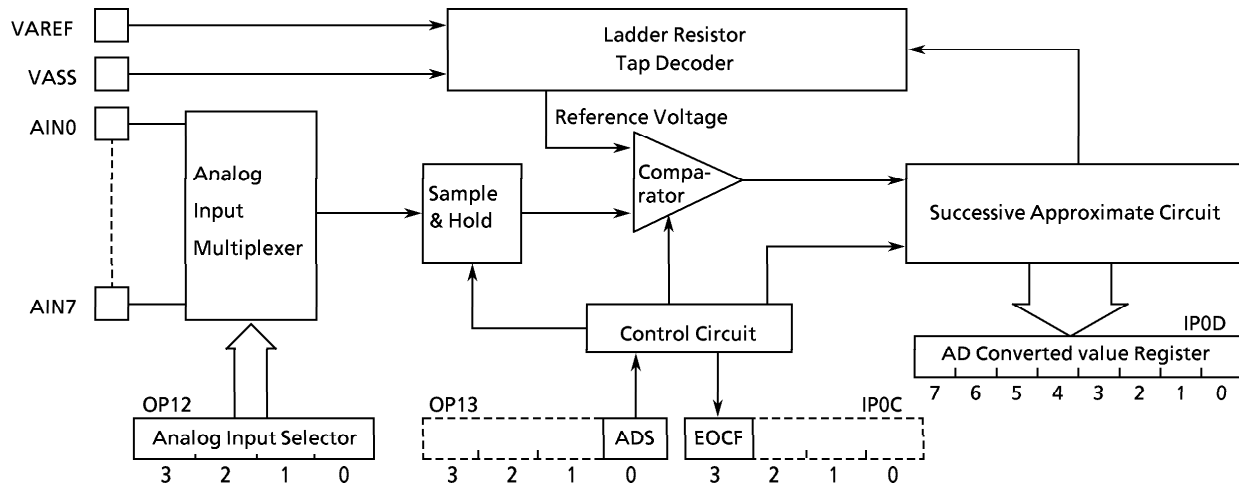 VAREF
Ladder Resistor
Tap Decoder
VASS
AIN0
Reference Voltage
Analog
Input
Multiplexer
Sample
& Hold
Compa-
rator
Successive Approximate Circuit
AIN7
Control Circuit
IP0D
AD Converted value Register
7 6 5 4 3 2 1 0
OP12
Analog Input Selector
3 2 1 0
OP13
ADS
3 2 1 0
IP0C
EOCF
3 2 1 0